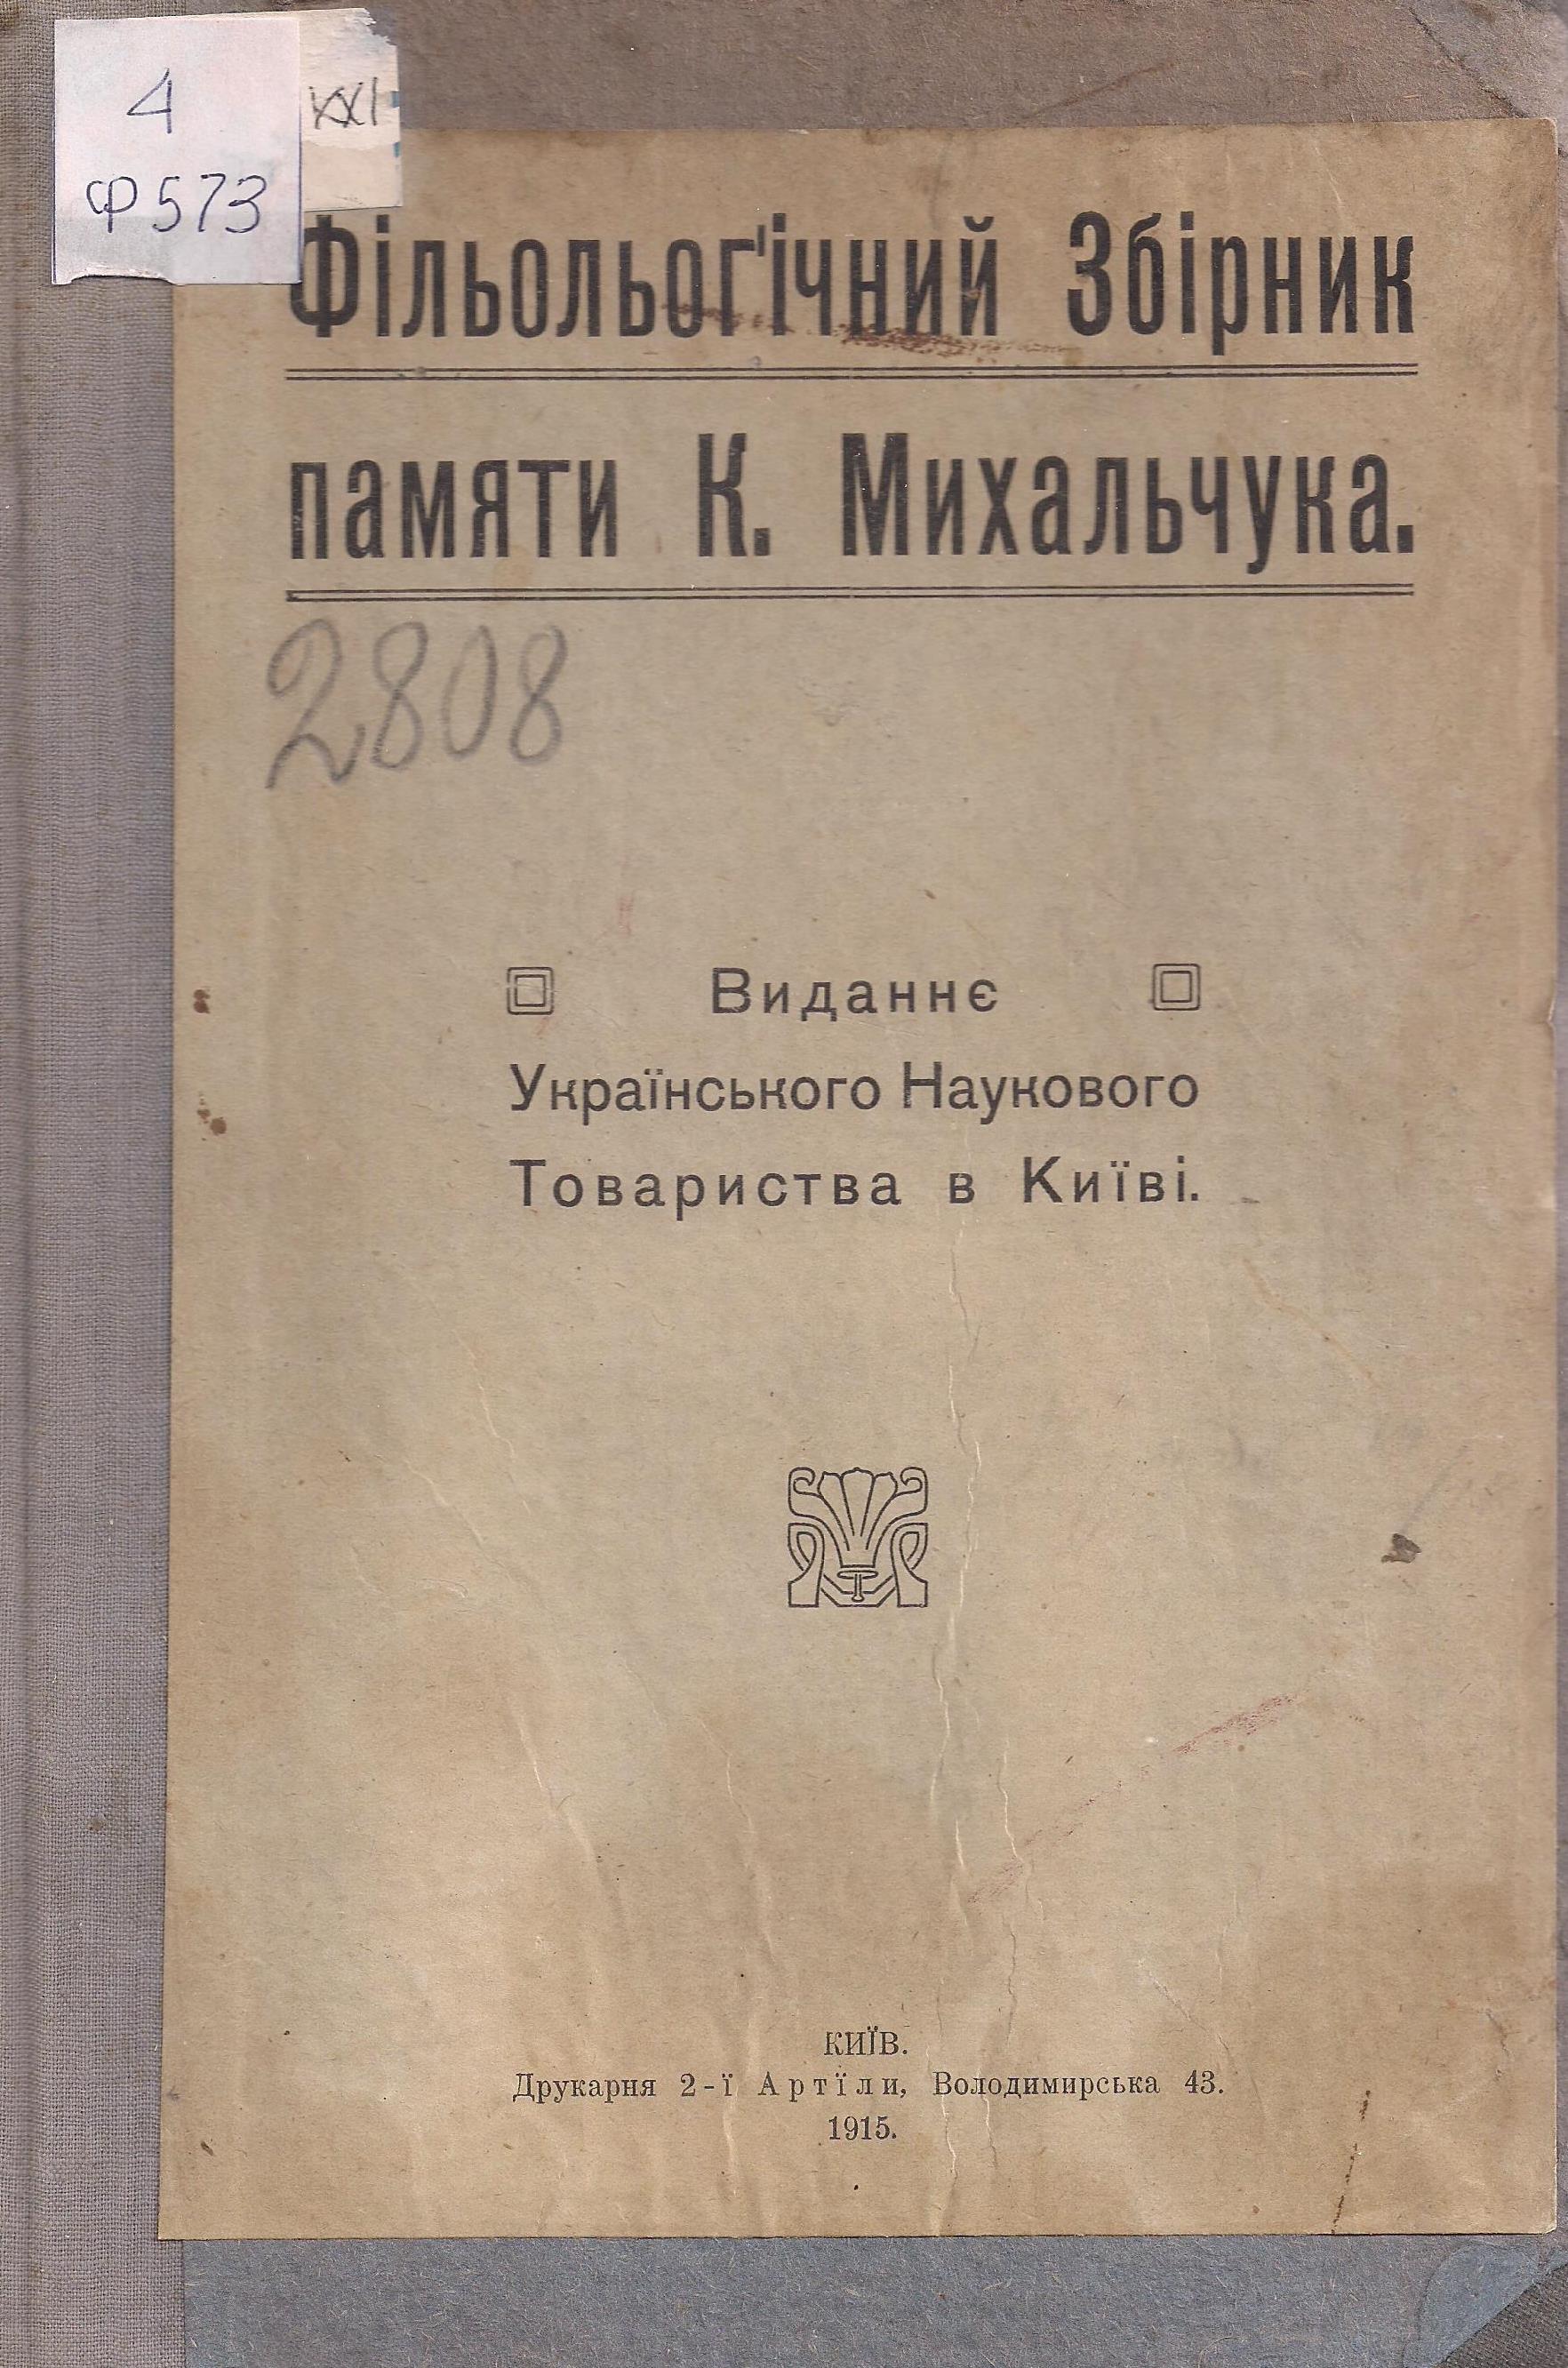 4
XXI
Ф573
Фільольоґічний Збірник
памяти К. Михальчука.
2808
Виданнє
Українського Наукового
Товариства в Київі.
КИЇВ.
Друкарня 2-ї Артїли, Володимирська 43.
1915.